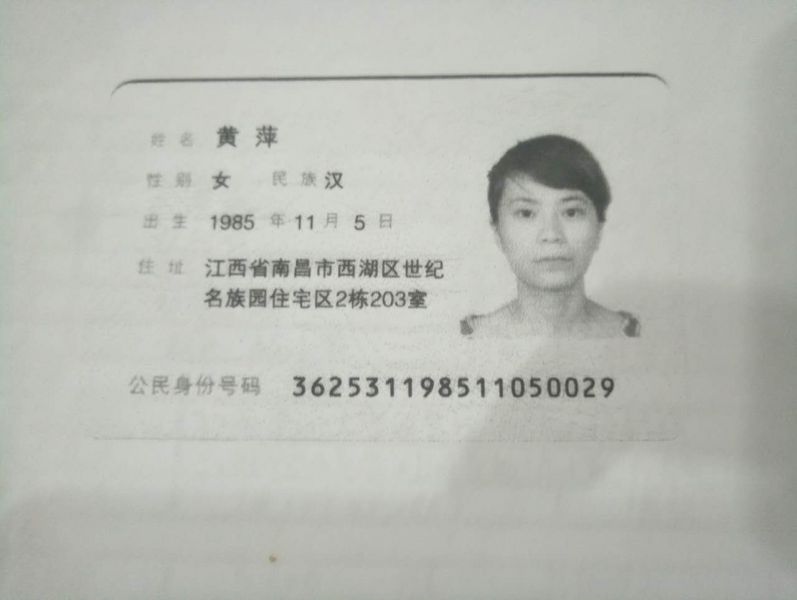 姓名 黄萍
性别 女 民族 汉
出生 1985 年 11 月 5 日
住址 江西省南昌市西湖区世纪
名族园住宅区2栋203室
公民身份号码 362531198511050029